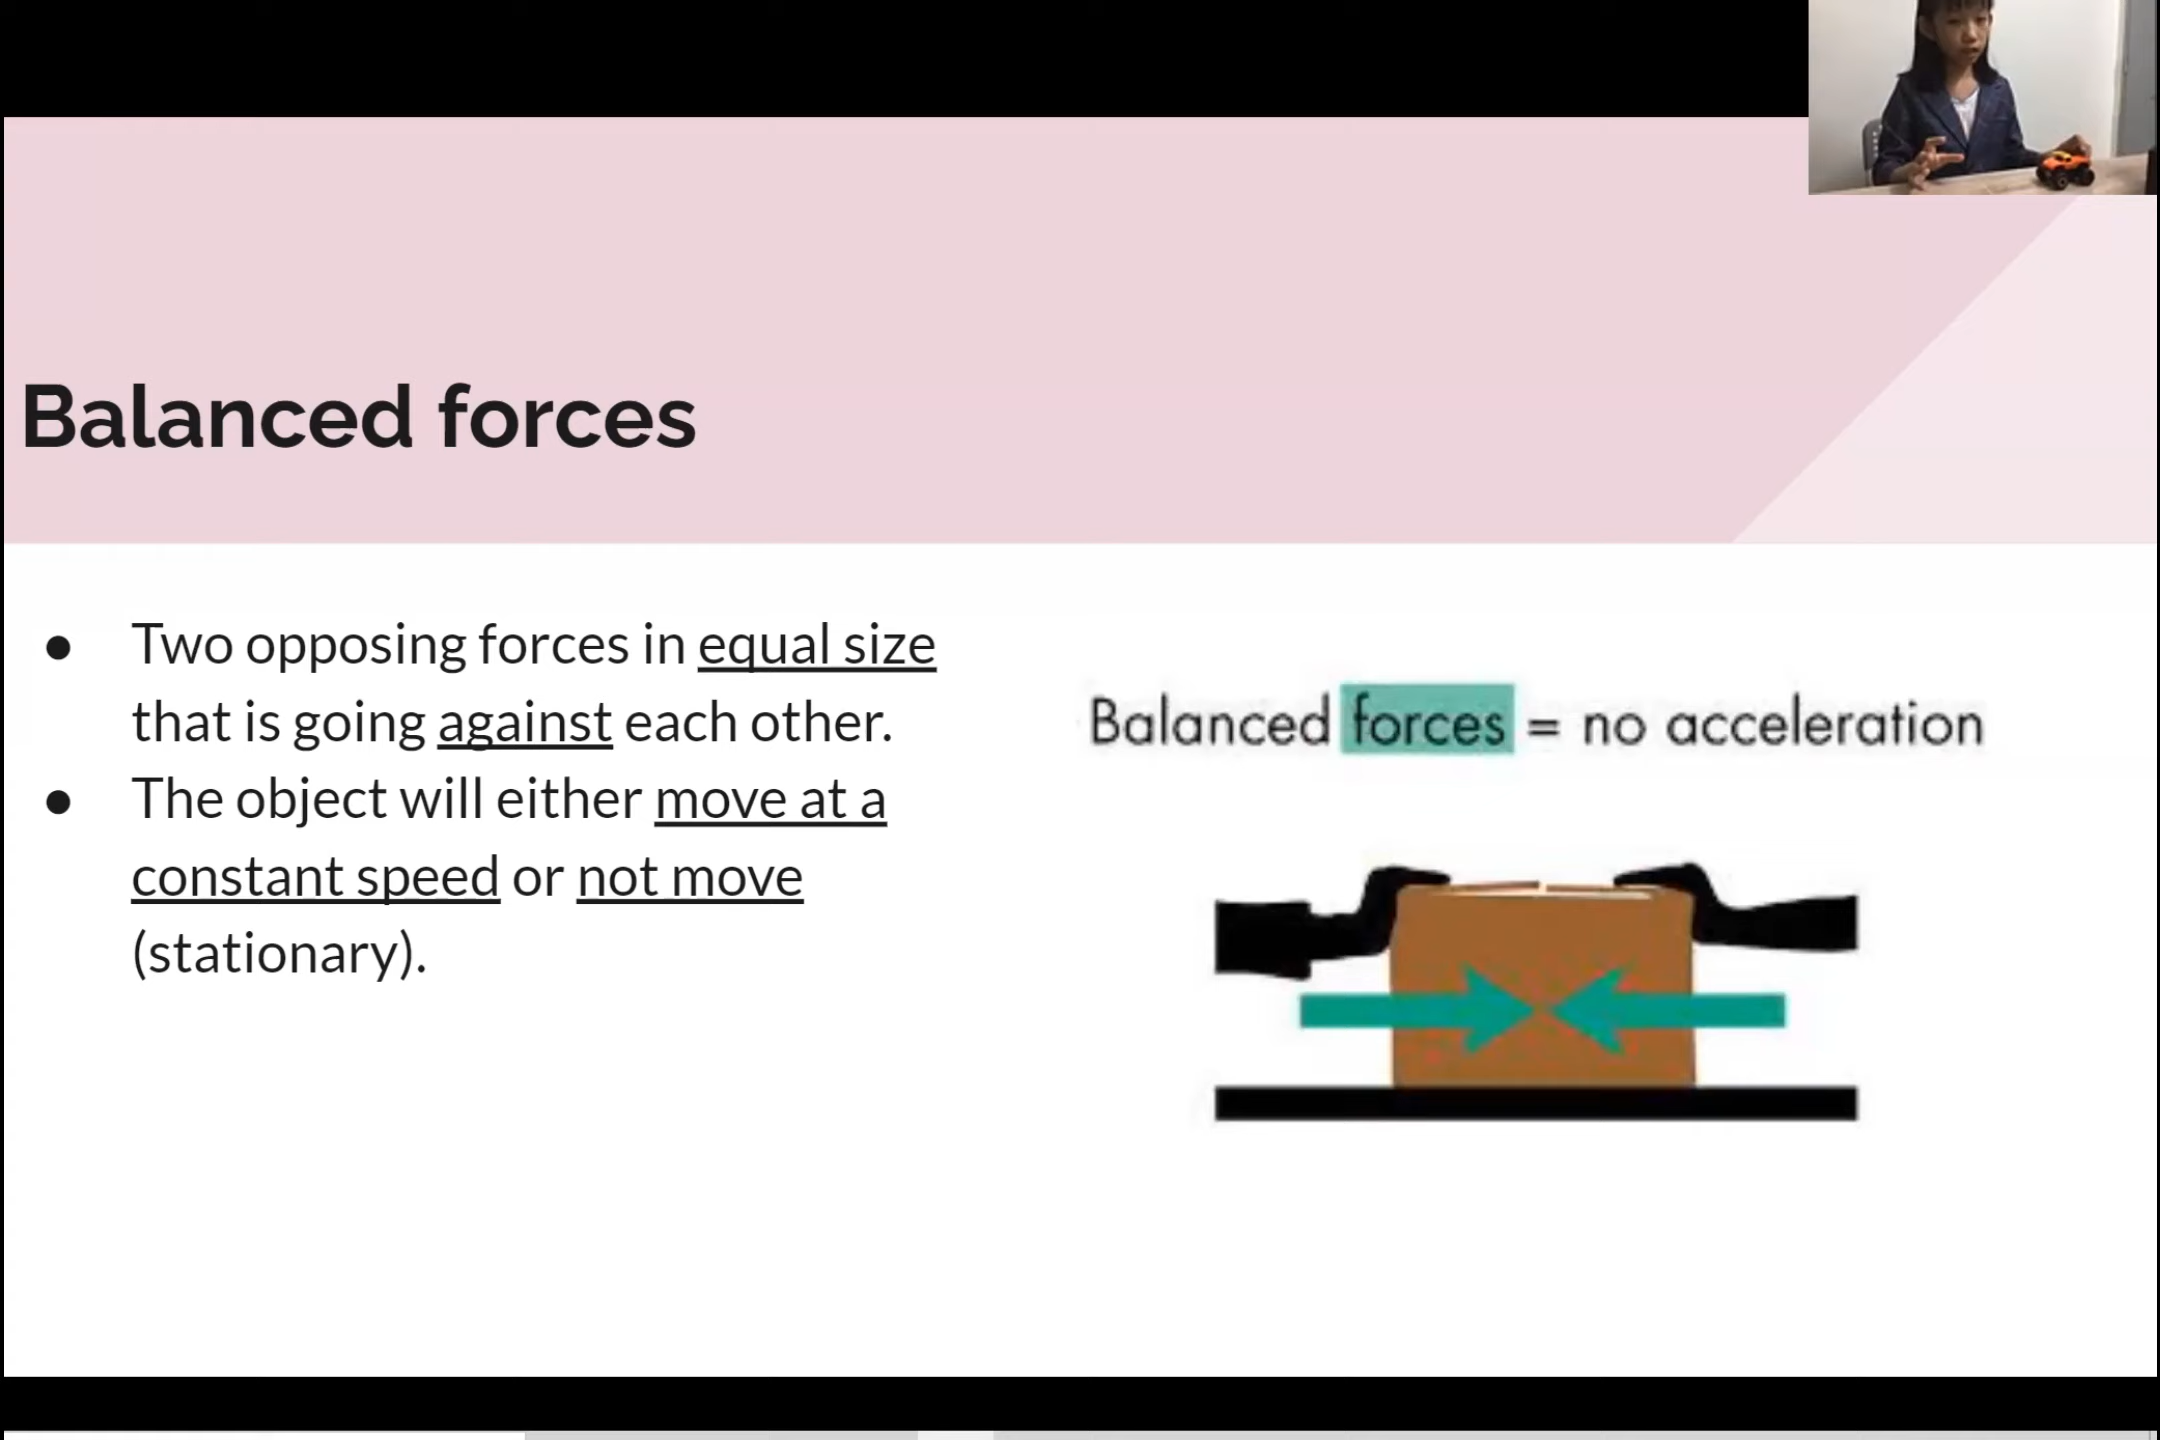 Balanced forces
● Two opposing forces in equal size
that is going against each other.
● The object will either move at a
constant speed or not move
(stationary).
Balanced forces = no acceleration